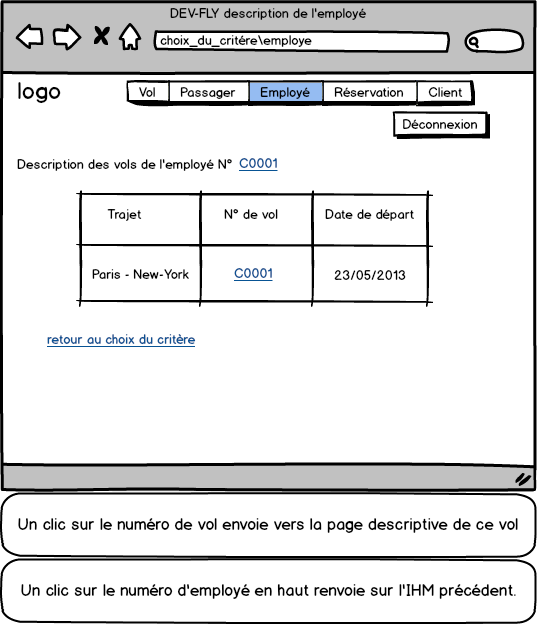 DEV-FLY description de l'employé
choix_du_critére\employe
logo
Vol Passager Employé Réservation Client
Déconnexion
Description des vols de l'employé N° C0001
Trajet N° de vol Date de départ
Paris - New-York C0001 23/05/2013
retour au choix du critère
Un clic sur le numéro de vol envoie vers la page descriptive de ce vol
Un clic sur le numéro d'employé en haut renvoie sur l'IHM précédent.